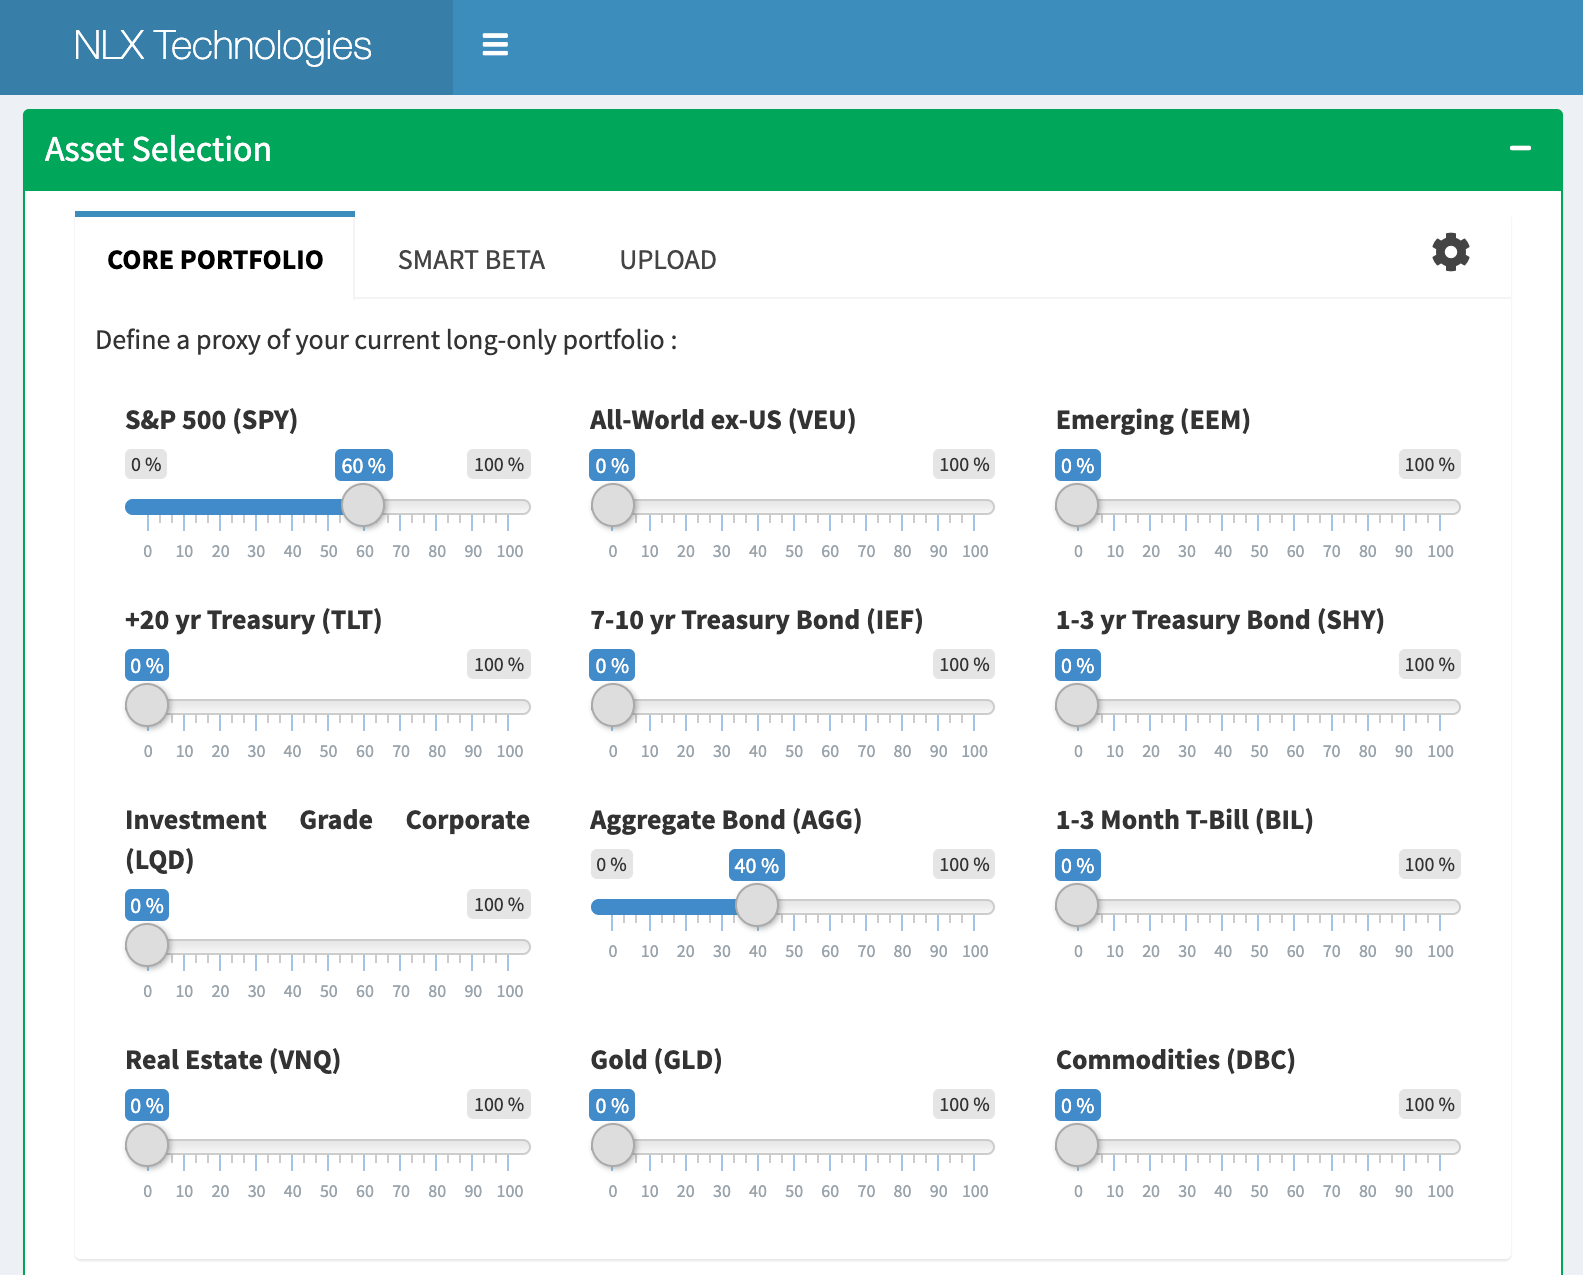 NLX Technologies
Asset Selection
CORE PORTFOLIO SMART BETA UPLOAD
Define a proxy of your current long-only portfolio :
S&P 500 (SPY) All-World ex-US (VEU) Emerging (EEM)
0 % 60 % 100 % 0 % 100 % 0 % 100 %
0 10 20 30 40 50 60 70 80 90 100 0 10 20 30 40 50 60 70 80 90 100 0 10 20 30 40 50 60 70 80 90 100
+20 yr Treasury (TLT) 7-10 yr Treasury Bond (IEF) 1-3 yr Treasury Bond (SHY)
0 % 100 % 0 % 100 % 0 % 100 %
0 10 20 30 40 50 60 70 80 90 100 0 10 20 30 40 50 60 70 80 90 100 0 10 20 30 40 50 60 70 80 90 100
Investment Grade Corporate Aggregate Bond (AGG) 1-3 Month T-Bill (BIL)
(LQD) 0 % 40 % 100 % 0 % 100 %
0 % 100 %
0 10 20 30 40 50 60 70 80 90 100 0 10 20 30 40 50 60 70 80 90 100
0 10 20 30 40 50 60 70 80 90 100
Real Estate (VNQ) Gold (GLD) Commodities (DBC)
0 % 100 % 0 % 100 % 0 % 100 %
0 10 20 30 40 50 60 70 80 90 100 0 10 20 30 40 50 60 70 80 90 100 0 10 20 30 40 50 60 70 80 90 100